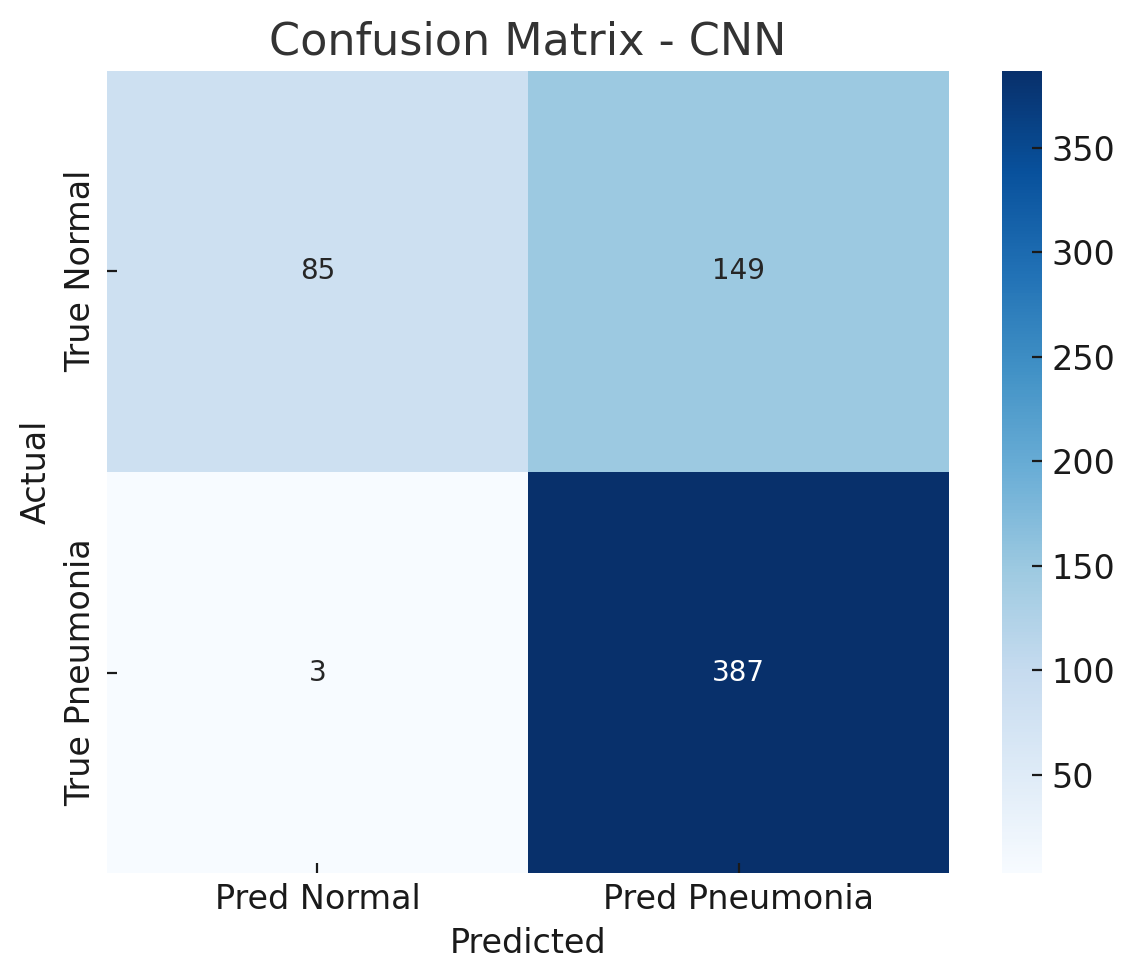 Confusion Matrix - CNN
Actual
True Normal
85
149
True Pneumonia
3
387
Pred Normal
Pred Pneumonia
Predicted
350
300
250
200
150
100
50